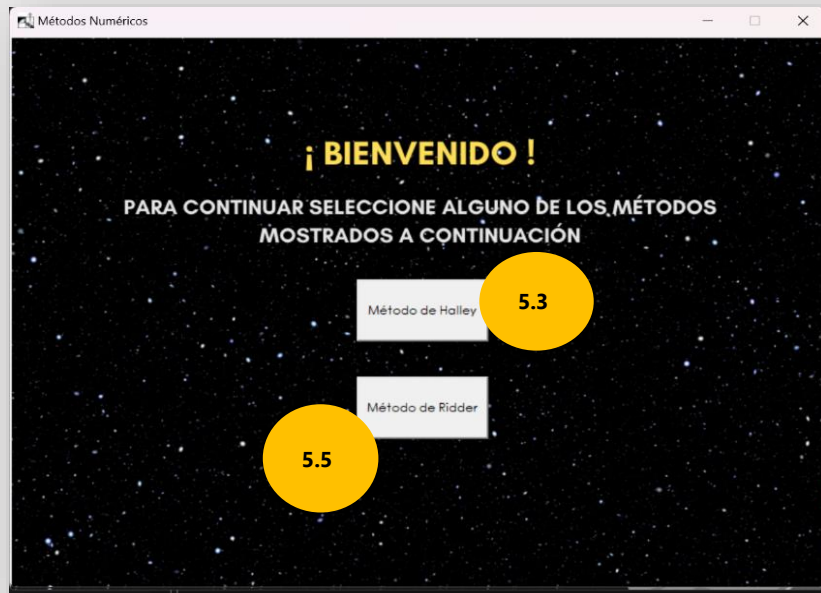 Métodos Numéricos
¡ BIENVENIDO !
PARA CONTINUAR SELECCIONE ALGUNO DE LOS MÉTODOS
MOSTRADOS A CONTINUACIÓN
Método de Halley
5.3
Método de Ridder
5.5